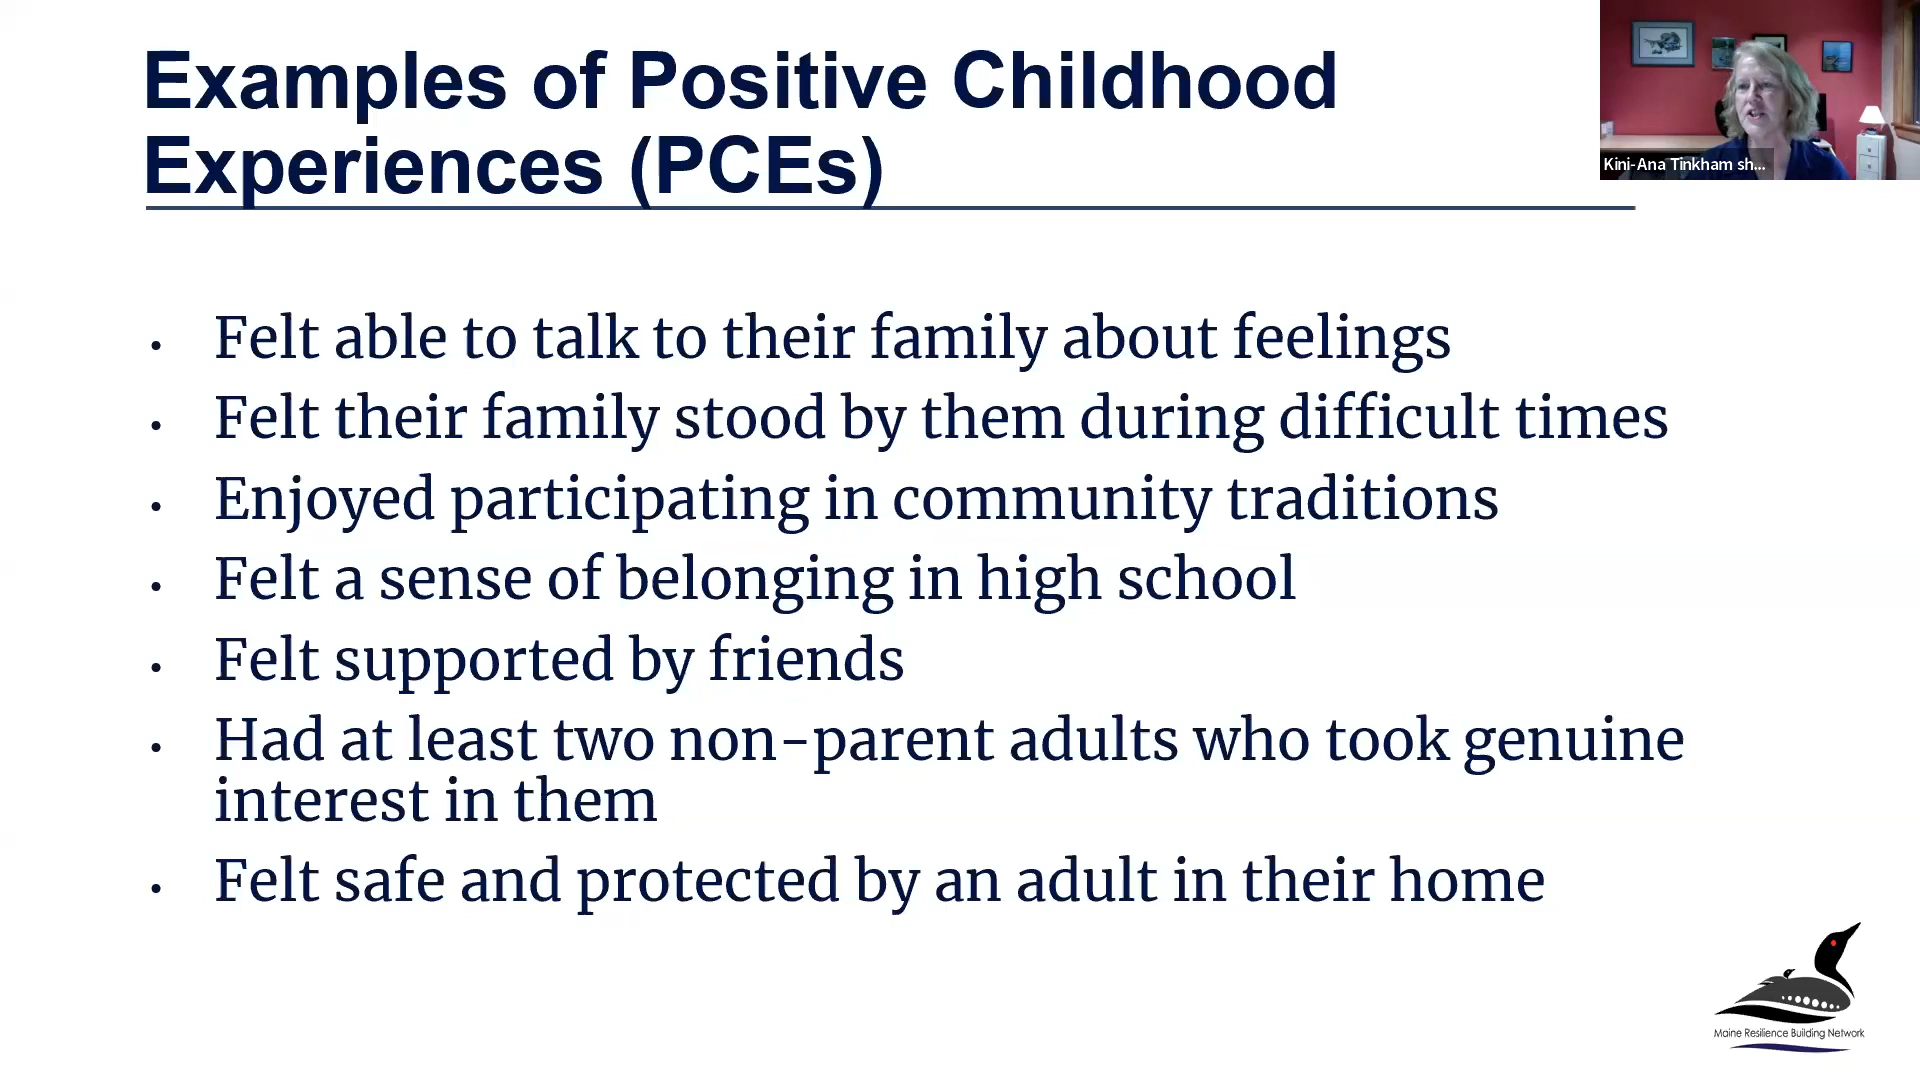 Examples of Positive Childhood
Experiences (PCEs)
Kini-Ana Tinkham sh...
• Felt able to talk to their family about feelings
• Felt their family stood by them during difficult times
• Enjoyed participating in community traditions
• Felt a sense of belonging in high school
• Felt supported by friends
• Had at least two non-parent adults who took genuine
interest in them
• Felt safe and protected by an adult in their home
Maine Resilience Building Network